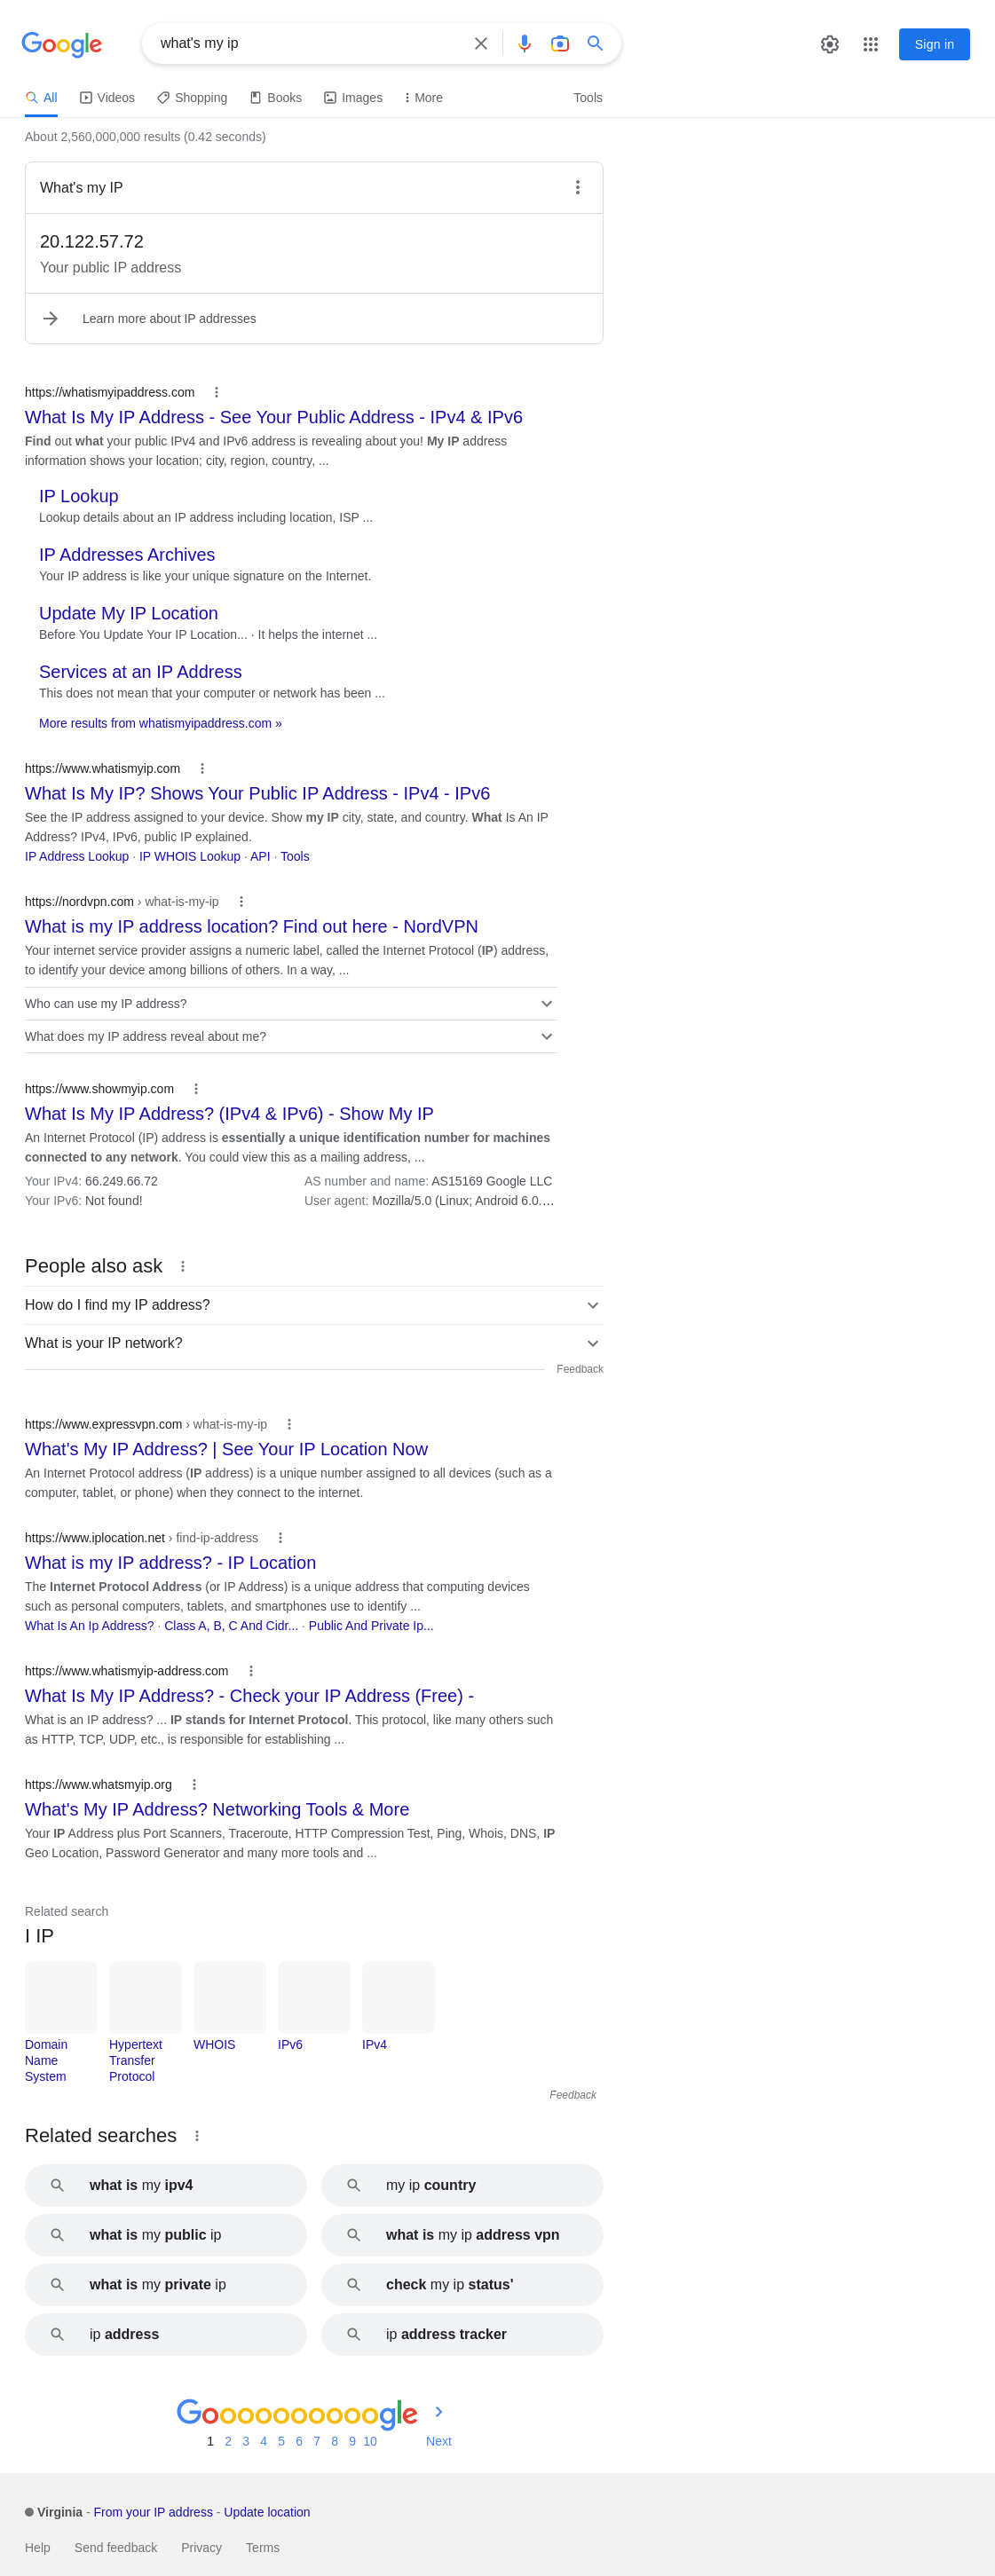 Google what's my ip Sign in
All Videos Shopping Books Images More Tools
About 2,560,000,000 results (0.42 seconds)
What's my IP
20.122.57.72
Your public IP address
Learn more about IP addresses
https://whatismyipaddress.com
What Is My IP Address - See Your Public Address - IPv4 & IPv6
Find out what your public IPv4 and IPv6 address is revealing about you! My IP address
information shows your location; city, region, country, ...
IP Lookup
Lookup details about an IP address including location, ISP ...
IP Addresses Archives
Your IP address is like your unique signature on the Internet.
Update My IP Location
Before You Update Your IP Location... · It helps the internet ...
Services at an IP Address
This does not mean that your computer or network has been ...
More results from whatismyipaddress.com »
https://www.whatismyip.com
What Is My IP? Shows Your Public IP Address - IPv4 - IPv6
See the IP address assigned to your device. Show my IP city, state, and country. What Is An IP
Address? IPv4, IPv6, public IP explained.
IP Address Lookup · IP WHOIS Lookup · API · Tools
https://nordvpn.com › what-is-my-ip
What is my IP address location? Find out here - NordVPN
Your internet service provider assigns a numeric label, called the Internet Protocol (IP) address,
to identify your device among billions of others. In a way, ...
Who can use my IP address?
What does my IP address reveal about me?
https://www.showmyip.com
What Is My IP Address? (IPv4 & IPv6) - Show My IP
An Internet Protocol (IP) address is essentially a unique identification number for machines
connected to any network. You could view this as a mailing address, ...
Your IPv4: 66.249.66.72 AS number and name: AS15169 Google LLC
Your IPv6: Not found! User agent: Mozilla/5.0 (Linux; Android 6.0....
People also ask
How do I find my IP address?
What is your IP network?
Feedback
https://www.expressvpn.com › what-is-my-ip
What's My IP Address? | See Your IP Location Now
An Internet Protocol address (IP address) is a unique number assigned to all devices (such as a
computer, tablet, or phone) when they connect to the internet.
https://www.iplocation.net › find-ip-address
What is my IP address? - IP Location
The Internet Protocol Address (or IP Address) is a unique address that computing devices
such as personal computers, tablets, and smartphones use to identify ...
What Is An Ip Address? · Class A, B, C And Cidr... · Public And Private Ip...
https://www.whatismyip-address.com
What Is My IP Address? - Check your IP Address (Free) -
What is an IP address? ... IP stands for Internet Protocol. This protocol, like many others such
as HTTP, TCP, UDP, etc., is responsible for establishing ...
https://www.whatsmyip.org
What's My IP Address? Networking Tools & More
Your IP Address plus Port Scanners, Traceroute, HTTP Compression Test, Ping, Whois, DNS, IP
Geo Location, Password Generator and many more tools and ...
Related search
I IP
Domain Name System
Hypertext Transfer Protocol
WHOIS
IPv6
IPv4
Feedback
Related searches
what is my ipv4
my ip country
what is my public ip
what is my ip address vpn
what is my private ip
check my ip status'
ip address
ip address tracker
Goooooooooogle
1 2 3 4 5 6 7 8 9 10 Next
Virginia - From your IP address - Update location
Help Send feedback Privacy Terms